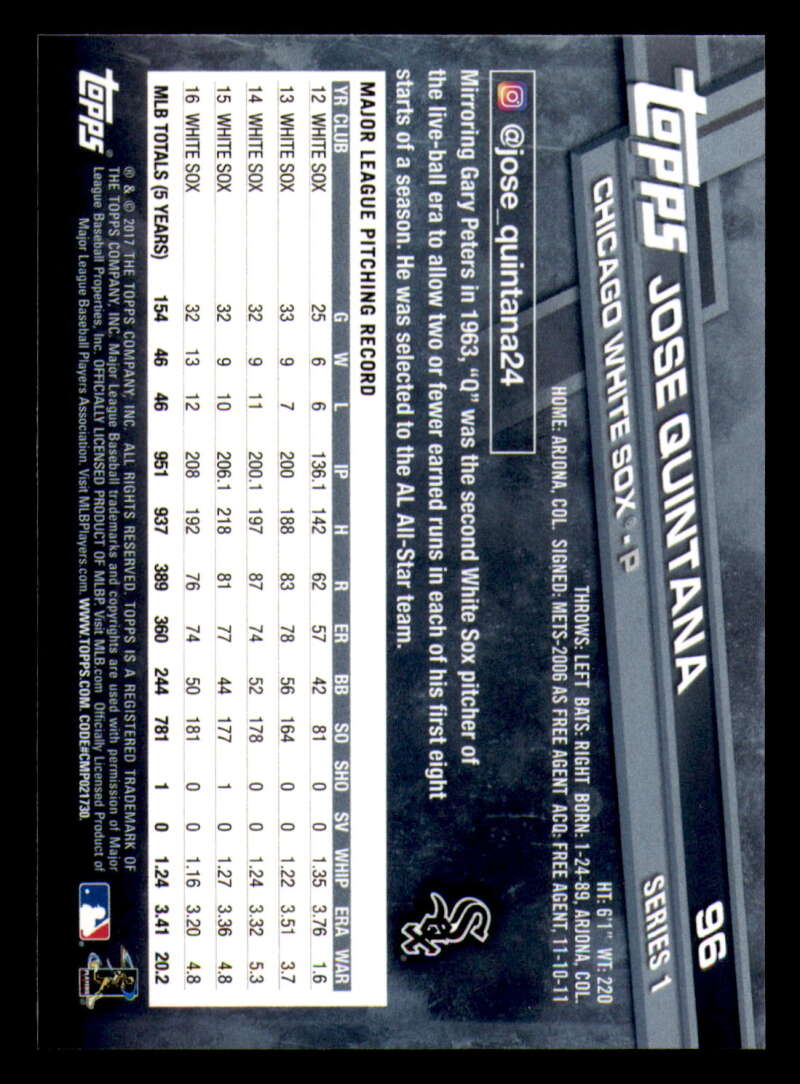 topps JOSE QUINTANA 96
CHICAGO WHITE SOX® • P SERIES 1
HT: 6'1" WT: 220
THROWS: LEFT BATS: RIGHT BORN: 1-24-89, ARJONA, COL.
HOME: ARJONA, COL. SIGNED: METS-2006 AS FREE AGENT ACQ: FREE AGENT, 11-10-11
@jose_quintana24
Mirroring Gary Peters in 1963, "Q" was the second White Sox pitcher of
the live-ball era to allow two or fewer earned runs in each of his first eight
starts of a season. He was selected to the AL All-Star team.
SOX
MAJOR LEAGUE PITCHING RECORD
YR CLUB G W L IP H R ER BB SO SHO SV WHIP ERA WAR
12 WHITE SOX 25 6 6 136.1 142 62 57 42 81 0 0 1.35 3.76 1.6
13 WHITE SOX 33 9 7 200 188 83 78 56 164 0 0 1.22 3.51 3.7
14 WHITE SOX 32 9 11 200.1 197 87 74 52 178 0 0 1.24 3.32 5.3
15 WHITE SOX 32 9 10 206.1 218 81 77 44 177 1 0 1.27 3.36 4.8
16 WHITE SOX 32 13 12 208 192 76 74 50 181 0 0 1.16 3.20 4.8
MLB TOTALS (5 YEARS) 154 46 46 951 937 389 360 244 781 1 0 1.24 3.41 20.2
topps®
® & © 2017 THE TOPPS COMPANY, INC. ALL RIGHTS RESERVED. TOPPS IS A REGISTERED TRADEMARK OF
THE TOPPS COMPANY, INC. Major League Baseball trademarks and copyrights are used with permission of Major
League Baseball Properties, Inc. OFFICIALLY LICENSED PRODUCT OF MLBP. Visit MLB.com Officially Licensed Product of
Major League Baseball Players Association. Visit MLBPlayers.com. WWW.TOPPS.COM. CODE#CMP021730.